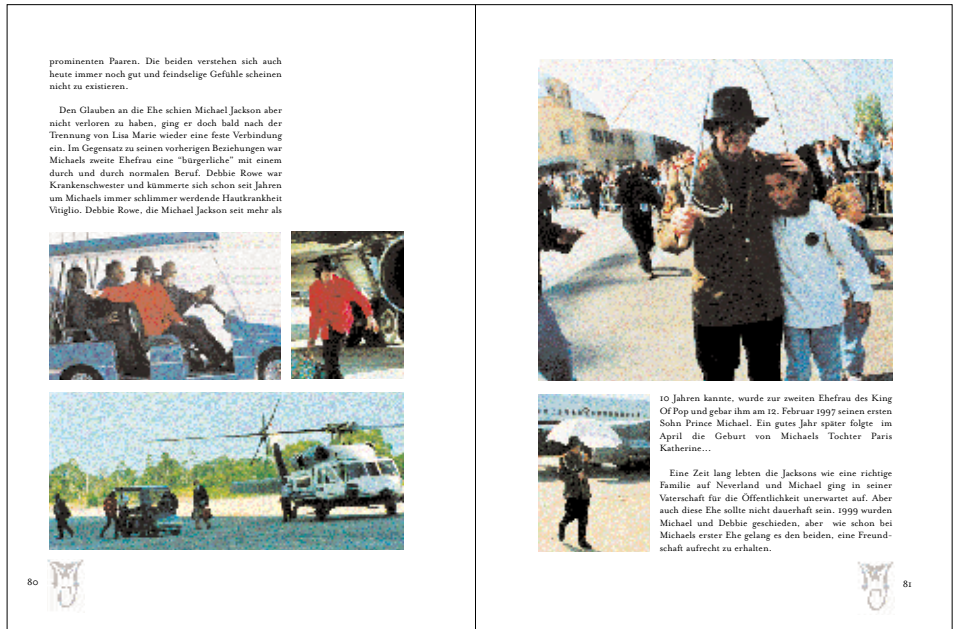 prominenten Paaren. Die beiden verstehen sich auch
heute immer noch gut und feindselige Gefühle scheinen
nicht zu existieren.
Den Glauben an die Ehe schien Michael Jackson aber
nicht verloren zu haben, ging er doch bald nach der
Trennung von Lisa Marie wieder eine feste Verbindung
ein. Im Gegensatz zu seinen vorherigen Beziehungen war
Michaels zweite Ehefrau eine “bürgerliche” mit einem
durch und durch normalen Beruf. Debbie Rowe war
Krankenschwester und kümmerte sich schon seit Jahren
um Michaels immer schlimmer werdende Hautkrankheit
Vitiglio. Debbie Rowe, die Michael Jackson seit mehr als
80
10 Jahren kannte, wurde zur zweiten Ehefrau des King
Of Pop und gebar ihm am 12. Februar 1997 seinen ersten
Sohn Prince Michael. Ein gutes Jahr später folgte im
April die Geburt von Michaels Tochter Paris
Katherine...
Eine Zeit lang lebten die Jacksons wie eine richtige
Familie auf Neverland und Michael ging in seiner
Vaterschaft für die Öffentlichkeit unerwartet auf. Aber
auch diese Ehe sollte nicht dauerhaft sein. 1999 wurden
Michael und Debbie geschieden, aber wie schon bei
Michaels erster Ehe gelang es den beiden, eine Freund-
schaft aufrecht zu erhalten.
81